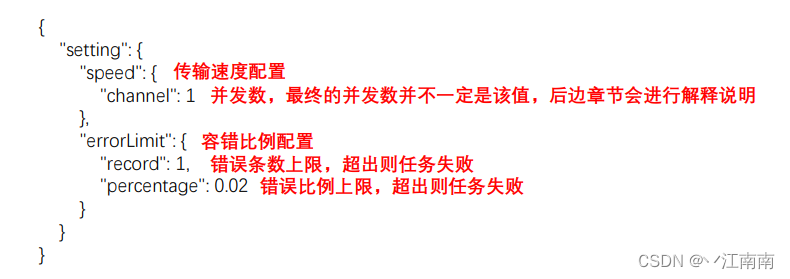 {
"setting": {
"speed": { 传输速度配置
"channel": 1 并发数，最终的并发数并不一定是该值，后边章节会进行解释说明
},
"errorLimit": { 容错比例配置
"record": 1, 错误条数上限，超出则任务失败
"percentage": 0.02 错误比例上限，超出则任务失败
}
}
}
CSDN @ヽ江南南